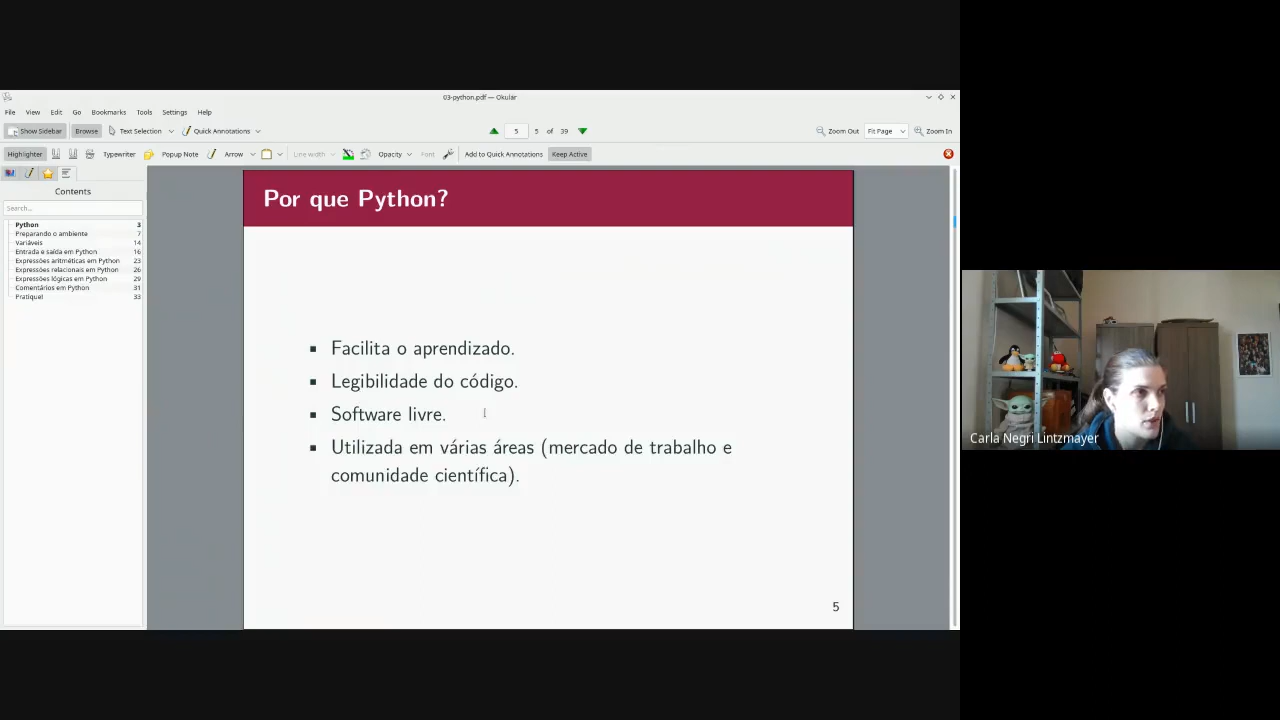 03-python.pdf — Okular
File View Edit Go Bookmarks Tools Settings Help
Show Sidebar Browse Text Selection Quick Annotations 5 5 of 39 Zoom Out Fit Page Zoom In
Highlighter Typewriter Popup Note Arrow Line width Opacity Font Add to Quick Annotations Keep Active
Contents
Search...
Python 3
Preparando o ambiente 7
Variáveis 14
Entrada e saída em Python 16
Expressões aritméticas em Python 23
Expressões relacionais em Python 26
Expressões lógicas em Python 29
Comentários em Python 31
Pratique! 33
Por que Python?
▪ Facilita o aprendizado.
▪ Legibilidade do código.
▪ Software livre.
▪ Utilizada em várias áreas (mercado de trabalho e
comunidade científica).
5
Carla Negri Lintzmayer